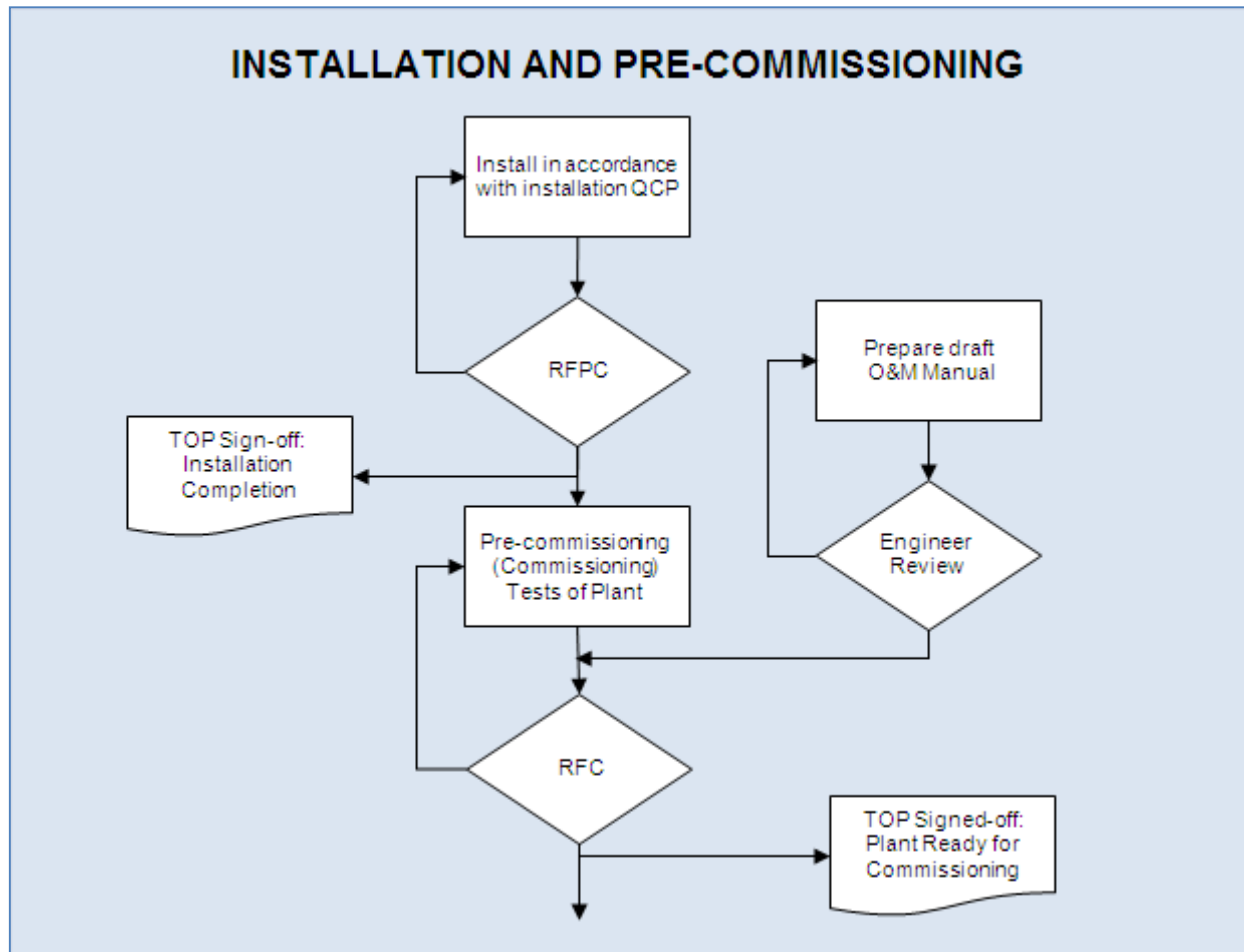 INSTALLATION AND PRE-COMMISSIONING
Install in accordance
with installation QCP
RFPC
Prepare draft
O&M Manual
TOP Sign-off:
Installation
Completion
Pre-commissioning
(Commissioning)
Tests of Plant
Engineer
Review
RFC
TOP Signed-off:
Plant Ready for
Commissioning